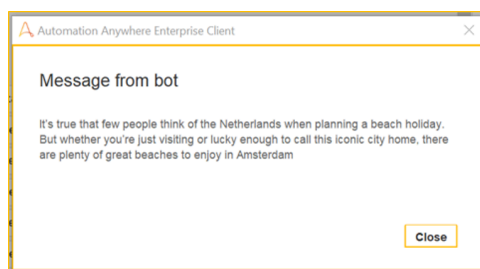 Automation Anywhere Enterprise Client
Message from bot
It's true that few people think of the Netherlands when planning a beach holiday.
But whether you're just visiting or lucky enough to call this iconic city home, there
are plenty of great beaches to enjoy in Amsterdam
Close